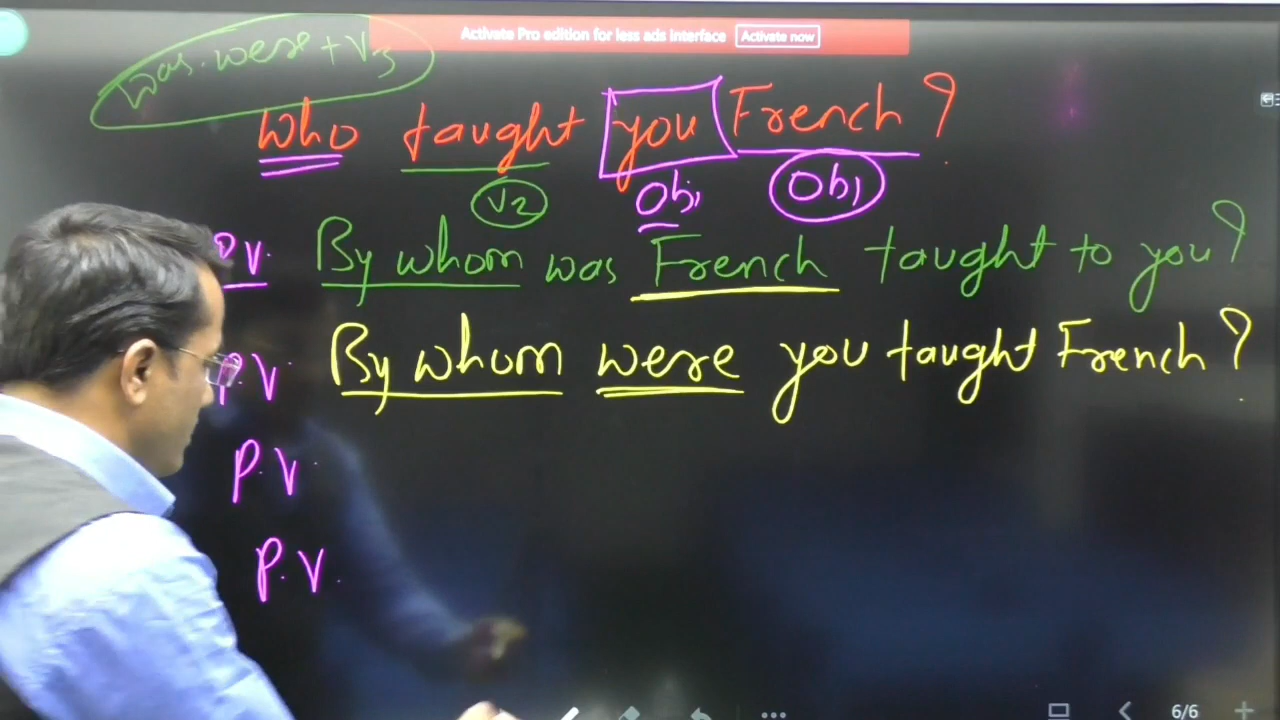 Activate Pro edition for less ads interface Activate now
was. were + V3
Who taught you French?
V2 Obj Obj
P.V. By whom was French taught to you?
P.V. By whom were you taught French?
P.V.
P.V.
6/6